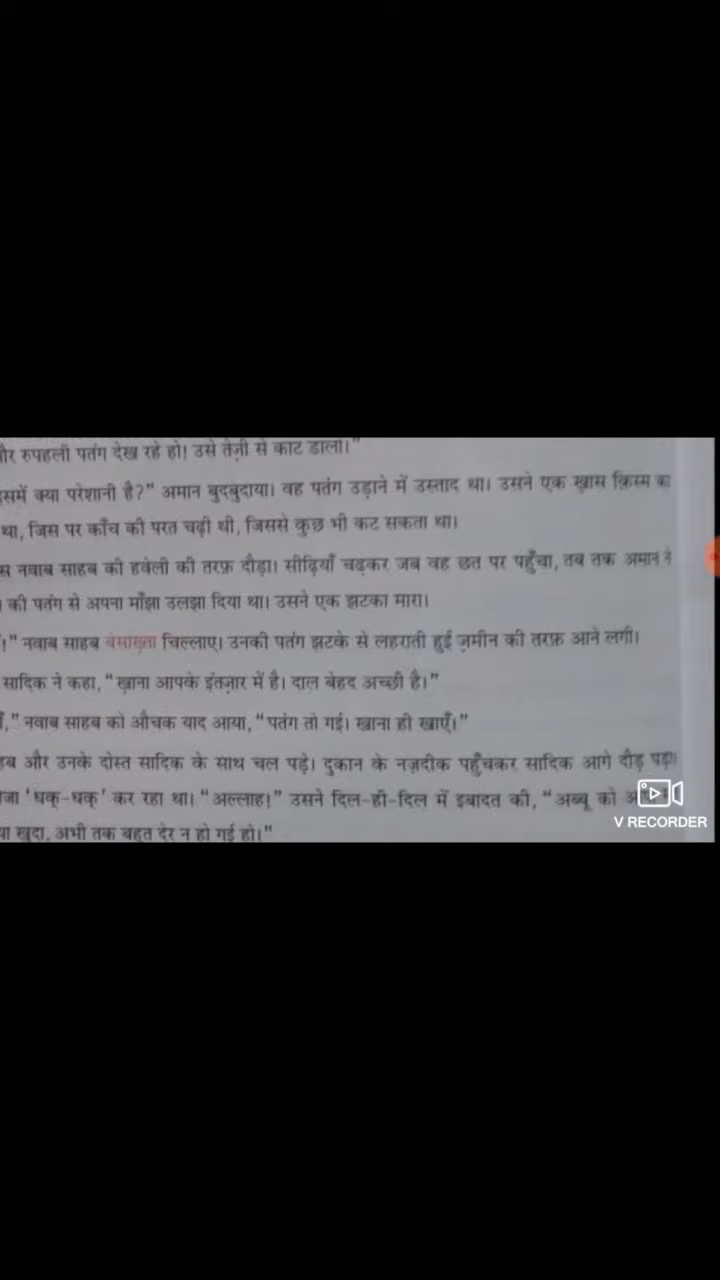 और रुपहली पतंग देख रहे हो! उसे तेज़ी से काट डालो।"
इसमें क्या परेशानी है?" अमान बुदबुदाया। वह पतंग उड़ाने में उस्ताद था। उसने एक ख़ास क़िस्म का
था, जिस पर काँच की परत चढ़ी थी, जिससे कुछ भी कट सकता था।
नवाब साहब की हवेली की तरफ़ दौड़ा। सीढ़ियाँ चढ़कर जब वह छत पर पहुँचा, तब तक अमान ने
की पतंग से अपना माँझा उलझा दिया था। उसने एक झटका मारा।
!" नवाब साहब बेसाख़्ता चिल्लाए। उनकी पतंग झटके से लहराती हुई ज़मीन की तरफ़ आने लगी।
सादिक ने कहा, "खाना आपके इंतज़ार में है। दाल बेहद अच्छी है।"
," नवाब साहब को औचक याद आया, "पतंग तो गई। खाना ही खाएँ।"
और उनके दोस्त सादिक के साथ चल पड़े। दुकान के नज़दीक पहुँचकर सादिक आगे दौड़ पड़ा।
'धक्-धक्' कर रहा था। "अल्लाह!" उसने दिल-ही-दिल में इबादत की, "अब्बू को
या खुदा, अभी तक बहुत देर न हो गई हो।"
V RECORDER